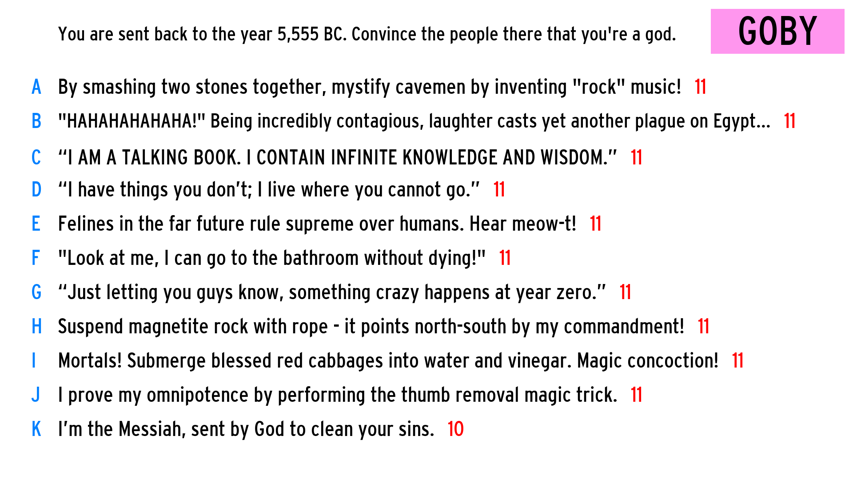 You are sent back to the year 5,555 BC. Convince the people there that you're a god.
GOBY
A By smashing two stones together, mystify cavemen by inventing "rock" music! 11
B "HAHAHAHAHAHA!" Being incredibly contagious, laughter casts yet another plague on Egypt... 11
C “I AM A TALKING BOOK. I CONTAIN INFINITE KNOWLEDGE AND WISDOM.” 11
D “I have things you don’t; I live where you cannot go.” 11
E Felines in the far future rule supreme over humans. Hear meow-t! 11
F "Look at me, I can go to the bathroom without dying!" 11
G “Just letting you guys know, something crazy happens at year zero.” 11
H Suspend magnetite rock with rope - it points north-south by my commandment! 11
I Mortals! Submerge blessed red cabbages into water and vinegar. Magic concoction! 11
J I prove my omnipotence by performing the thumb removal magic trick. 11
K I’m the Messiah, sent by God to clean your sins. 10